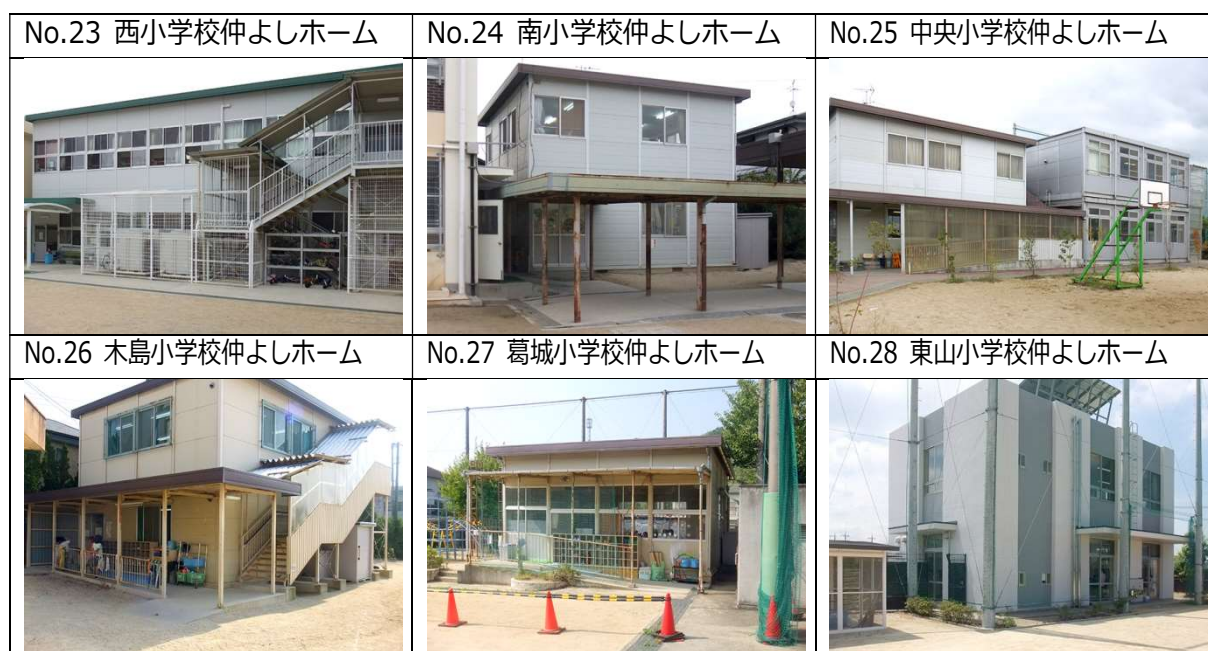 No.23 西小学校仲よしホーム
No.24 南小学校仲よしホーム
No.25 中央小学校仲よしホーム
No.26 木島小学校仲よしホーム
No.27 葛城小学校仲よしホーム
No.28 東山小学校仲よしホーム